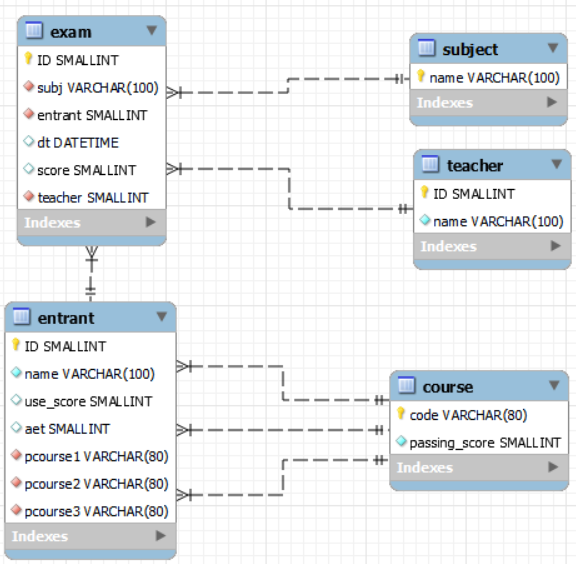 exam
ID SMALLINT
subj VARCHAR(100)
entrant SMALLINT
dt DATETIME
score SMALLINT
teacher SMALLINT
Indexes
subject
name VARCHAR(100)
Indexes
teacher
ID SMALLINT
name VARCHAR(100)
Indexes
entrant
ID SMALLINT
name VARCHAR(100)
use_score SMALLINT
aet SMALLINT
pcourse1 VARCHAR(80)
pcourse2 VARCHAR(80)
pcourse3 VARCHAR(80)
Indexes
course
code VARCHAR(80)
passing_score SMALLINT
Indexes